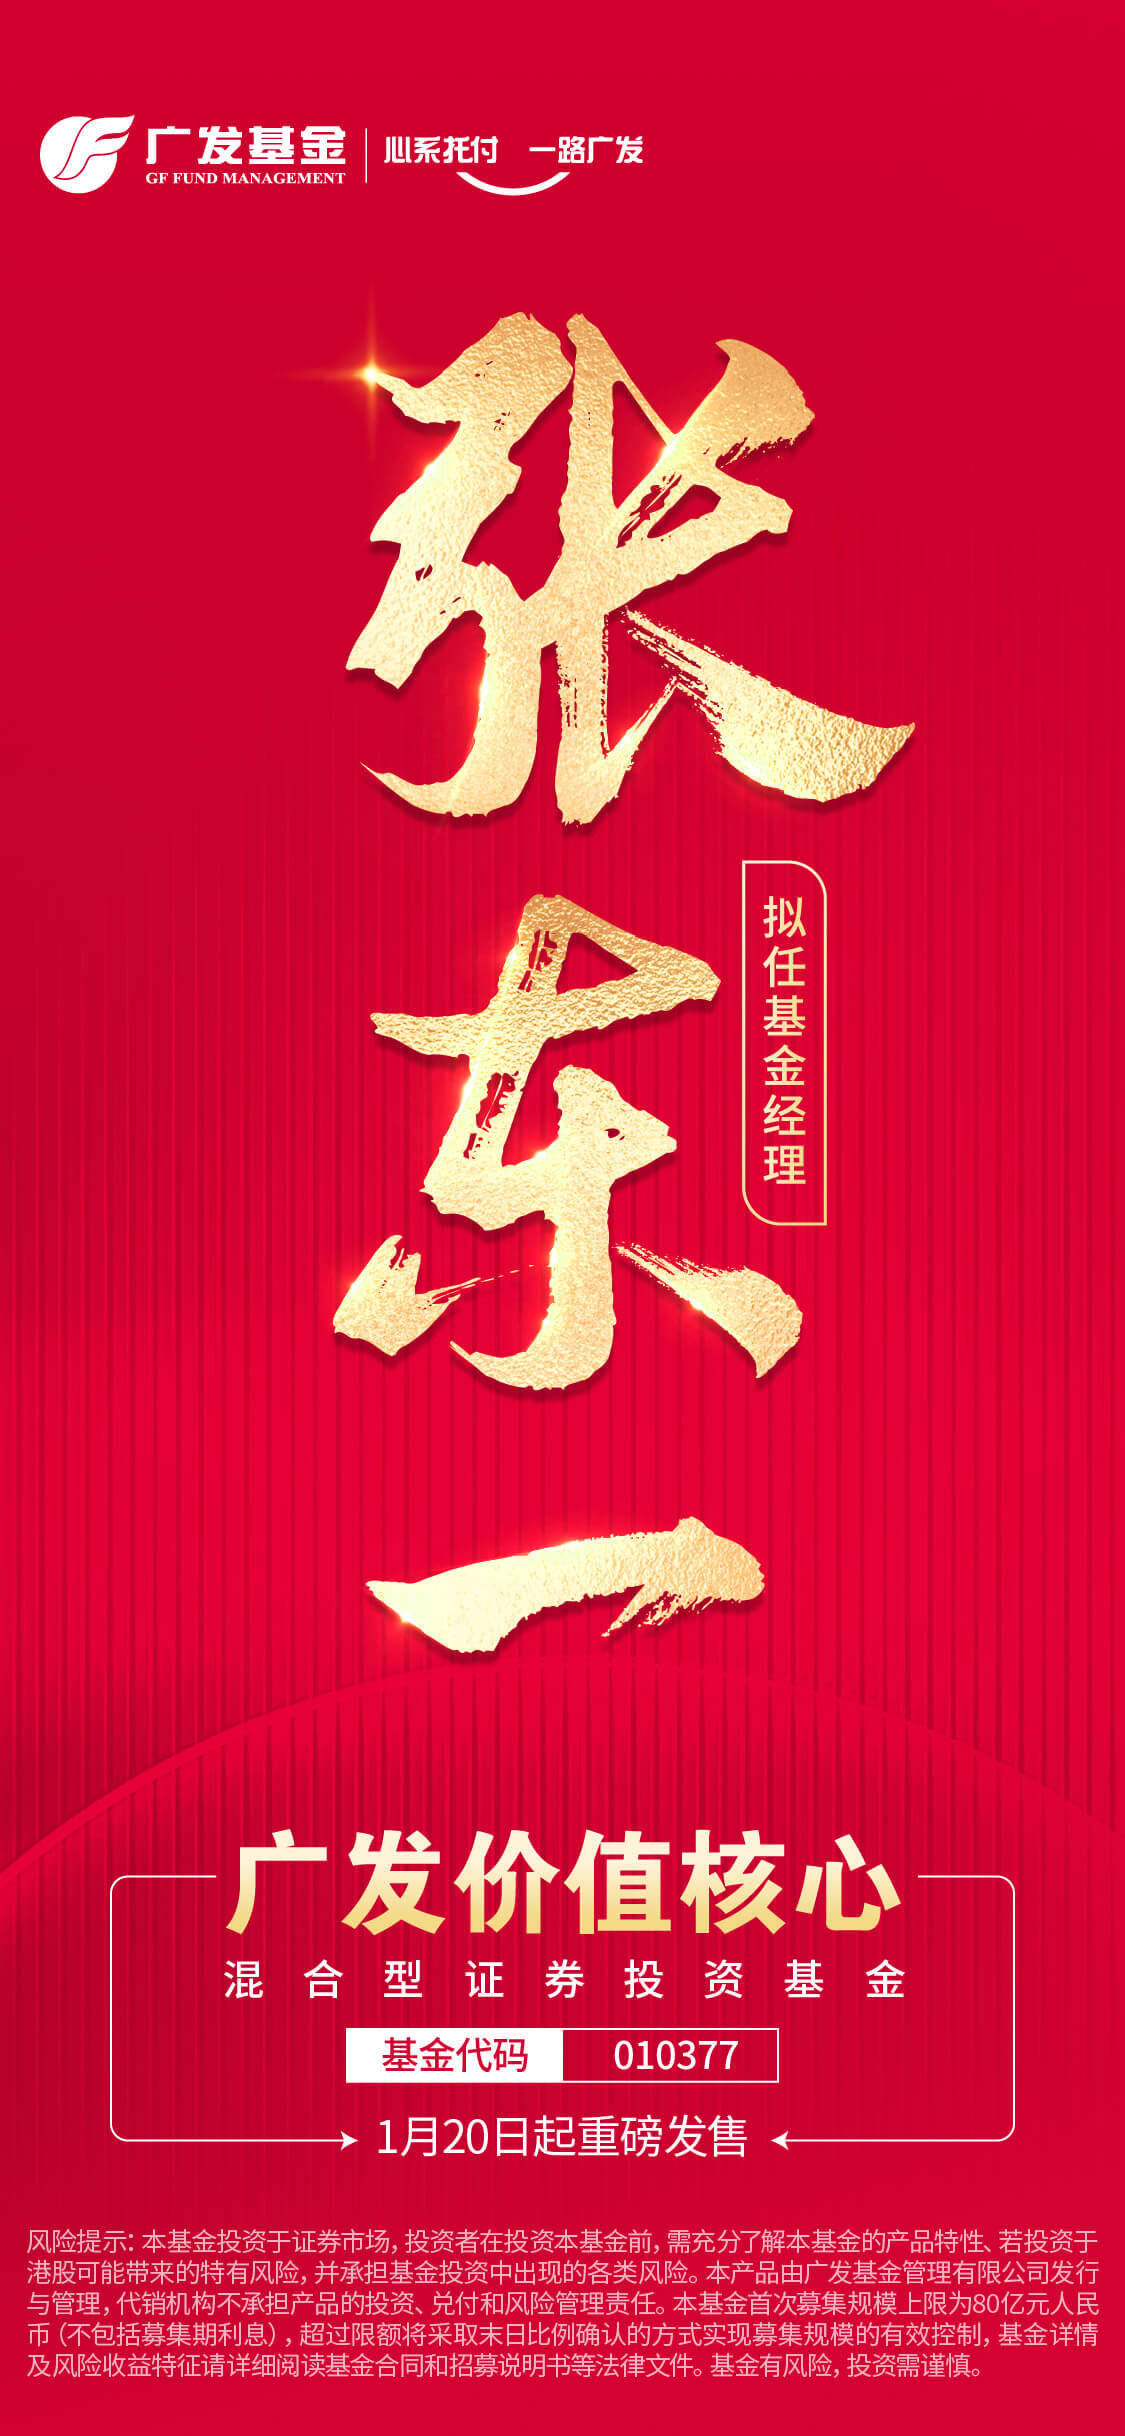 广发基金
GF FUND MANAGEMENT
心系托付 一路广发
张东一
拟任基金经理
广发价值核心
混合型证券投资基金
基金代码 010377
1月20日起重磅发售
风险提示：本基金投资于证券市场，投资者在投资本基金前，需充分了解本基金的产品特性、若投资于
港股可能带来的特有风险，并承担基金投资中出现的各类风险。本产品由广发基金管理有限公司发行
与管理，代销机构不承担产品的投资、兑付和风险管理责任。本基金首次募集规模上限为80亿元人民
币（不包括募集期利息），超过限额将采取末日比例确认的方式实现募集规模的有效控制，基金详情
及风险收益特征请详细阅读基金合同和招募说明书等法律文件。基金有风险，投资需谨慎。